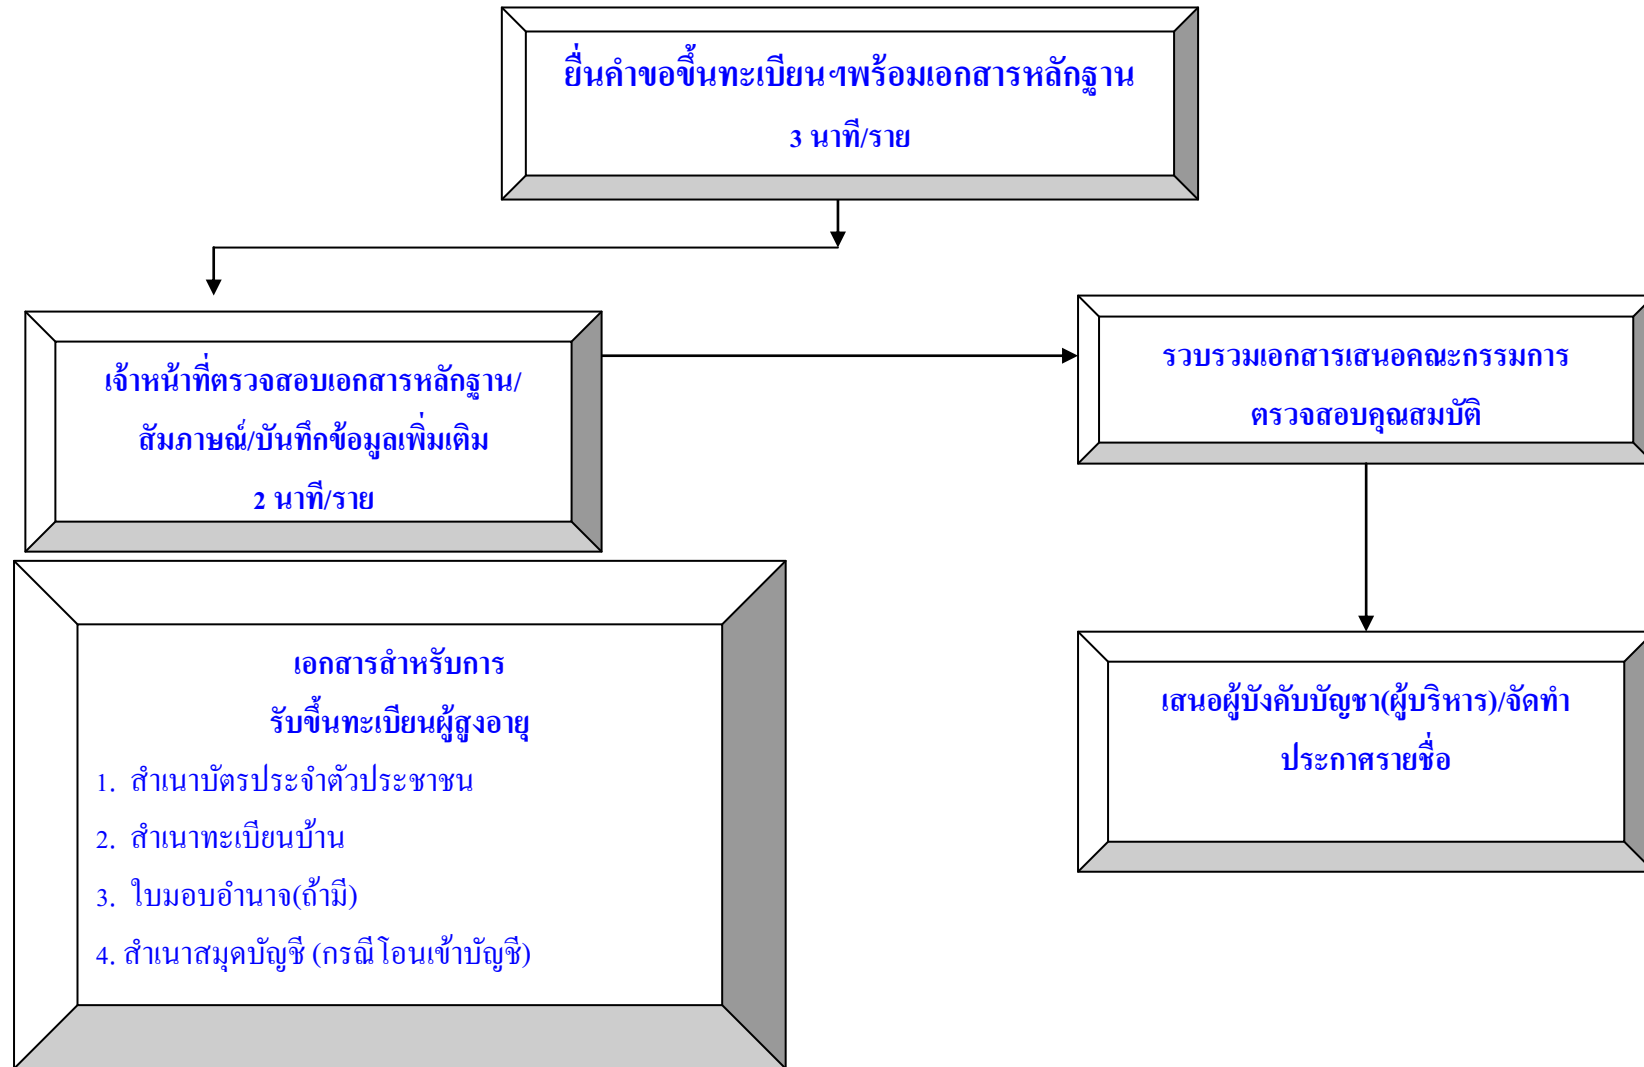 ยื่นคำขอขึ้นทะเบียนฯพร้อมเอกสารหลักฐาน
3 นาที/ราย
เจ้าหน้าที่ตรวจสอบเอกสารหลักฐาน/
สัมภาษณ์/บันทึกข้อมูลเพิ่มเติม
2 นาที/ราย
รวบรวมเอกสารเสนอคณะกรรมการ
ตรวจสอบคุณสมบัติ
เสนอผู้บังคับบัญชา(ผู้บริหาร)/จัดทำ
ประกาศรายชื่อ
เอกสารสำหรับการ
รับขึ้นทะเบียนผู้สูงอายุ
1. สำเนาบัตรประจำตัวประชาชน
2. สำเนาทะเบียนบ้าน
3. ใบมอบอำนาจ(ถ้ามี)
4. สำเนาสมุดบัญชี (กรณีโอนเข้าบัญชี)